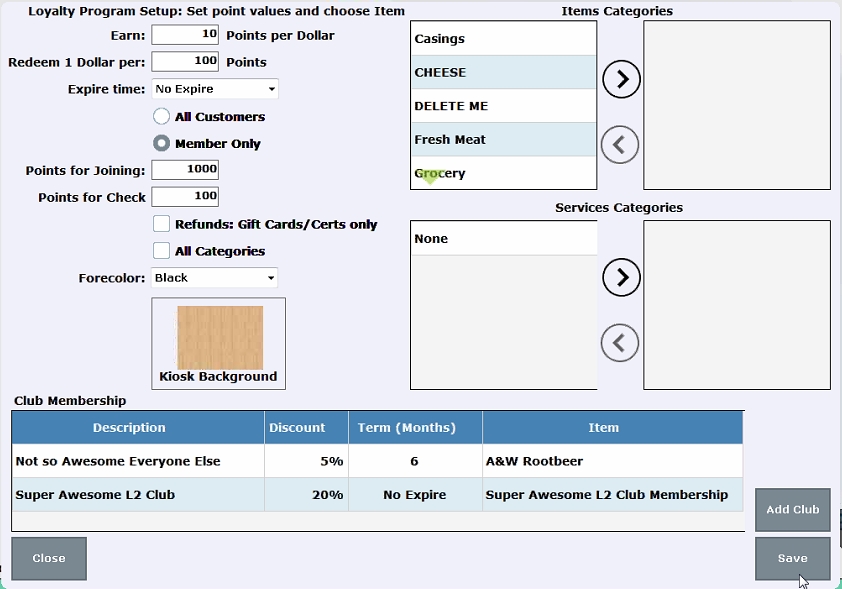 Loyalty Program Setup: Set point values and choose Item
Earn: 10 Points per Dollar
Redeem 1 Dollar per: 100 Points
Expire time: No Expire
All Customers
Member Only
Points for Joining: 1000
Points for Check 100
Refunds: Gift Cards/Certs only
All Categories
Forecolor: Black
Kiosk Background
Items Categories
Casings
CHEESE
DELETE ME
Fresh Meat
Grocery
Services Categories
None
Club Membership
Description Discount Term (Months) Item
Not so Awesome Everyone Else 5% 6 A&W Rootbeer
Super Awesome L2 Club 20% No Expire Super Awesome L2 Club Membership
Add Club
Close
Save